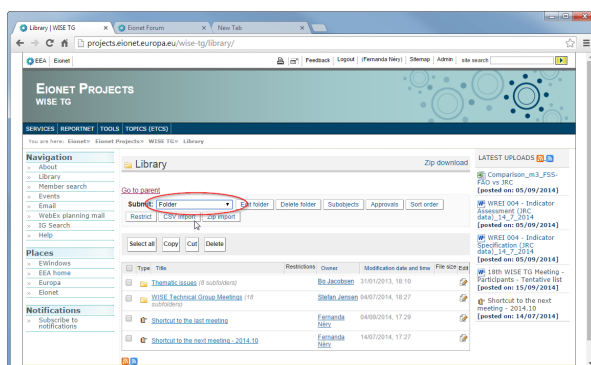 Library | WISE TG
Eionet Forum
New Tab
projects.eionet.europa.eu/wise-tg/library/
EEA Eionet
Feedback Logout (Fernanda Néry) Sitemap Admin site search
EIONET PROJECTS
WISE TG
SERVICES REPORTNET TOOLS TOPICS (ETCS)
You are here: Eionet» Eionet Projects» WISE TG» Library
Navigation
» About
» Library
» Member search
» Events
» Email
» WebEx planning mail
» IG Search
» Help
Places
» EWindows
» EEA home
» Europa
» Eionet
Notifications
» Subscribe to
notifications
Library
Zip download
Go to parent
Submit: Folder Edit folder Delete folder Subobjects Approvals Sort order
Restrict CSV import Zip import
Select all Copy Cut Delete
Type Title Restrictions Owner Modification date and time File size Edit
Thematic issues (8 subfolders) Bo Jacobsen 31/01/2013, 18:10
WISE Technical Group Meetings (18
subfolders) Stefan Jensen 04/07/2014, 18:27
Shortcut to the last meeting Fernanda
Néry 04/09/2014, 17:29
Shortcut to the next meeting - 2014.10 Fernanda
Néry 14/07/2014, 17:27
LATEST UPLOADS
Comparison_m3_FSS-
FAO vs JRC
[posted on: 05/09/2014]
WREI 004 - Indicator
Assessment (JRC
data)_14_7_2014
[posted on: 05/09/2014]
WREI 004 - Indicator
Specification (JRC
data)_14_7_2014
[posted on: 05/09/2014]
18th WISE TG Meeting -
Participants - Tentative list
[posted on: 15/09/2014]
Shortcut to the next
meeting - 2014.10
[posted on: 14/07/2014]